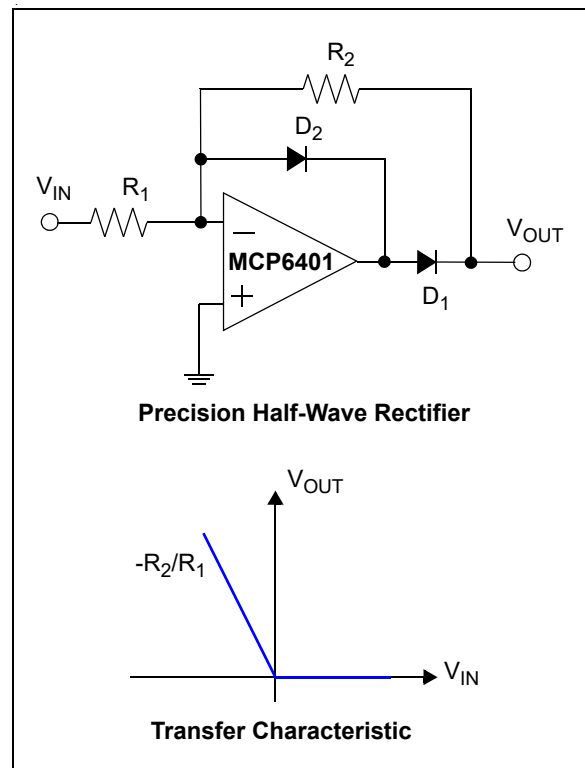 R2
D2
VIN
R1
VOUT
−
MCP6401
+
D1
Precision Half-Wave Rectifier
VOUT
-R2/R1
VIN
Transfer Characteristic